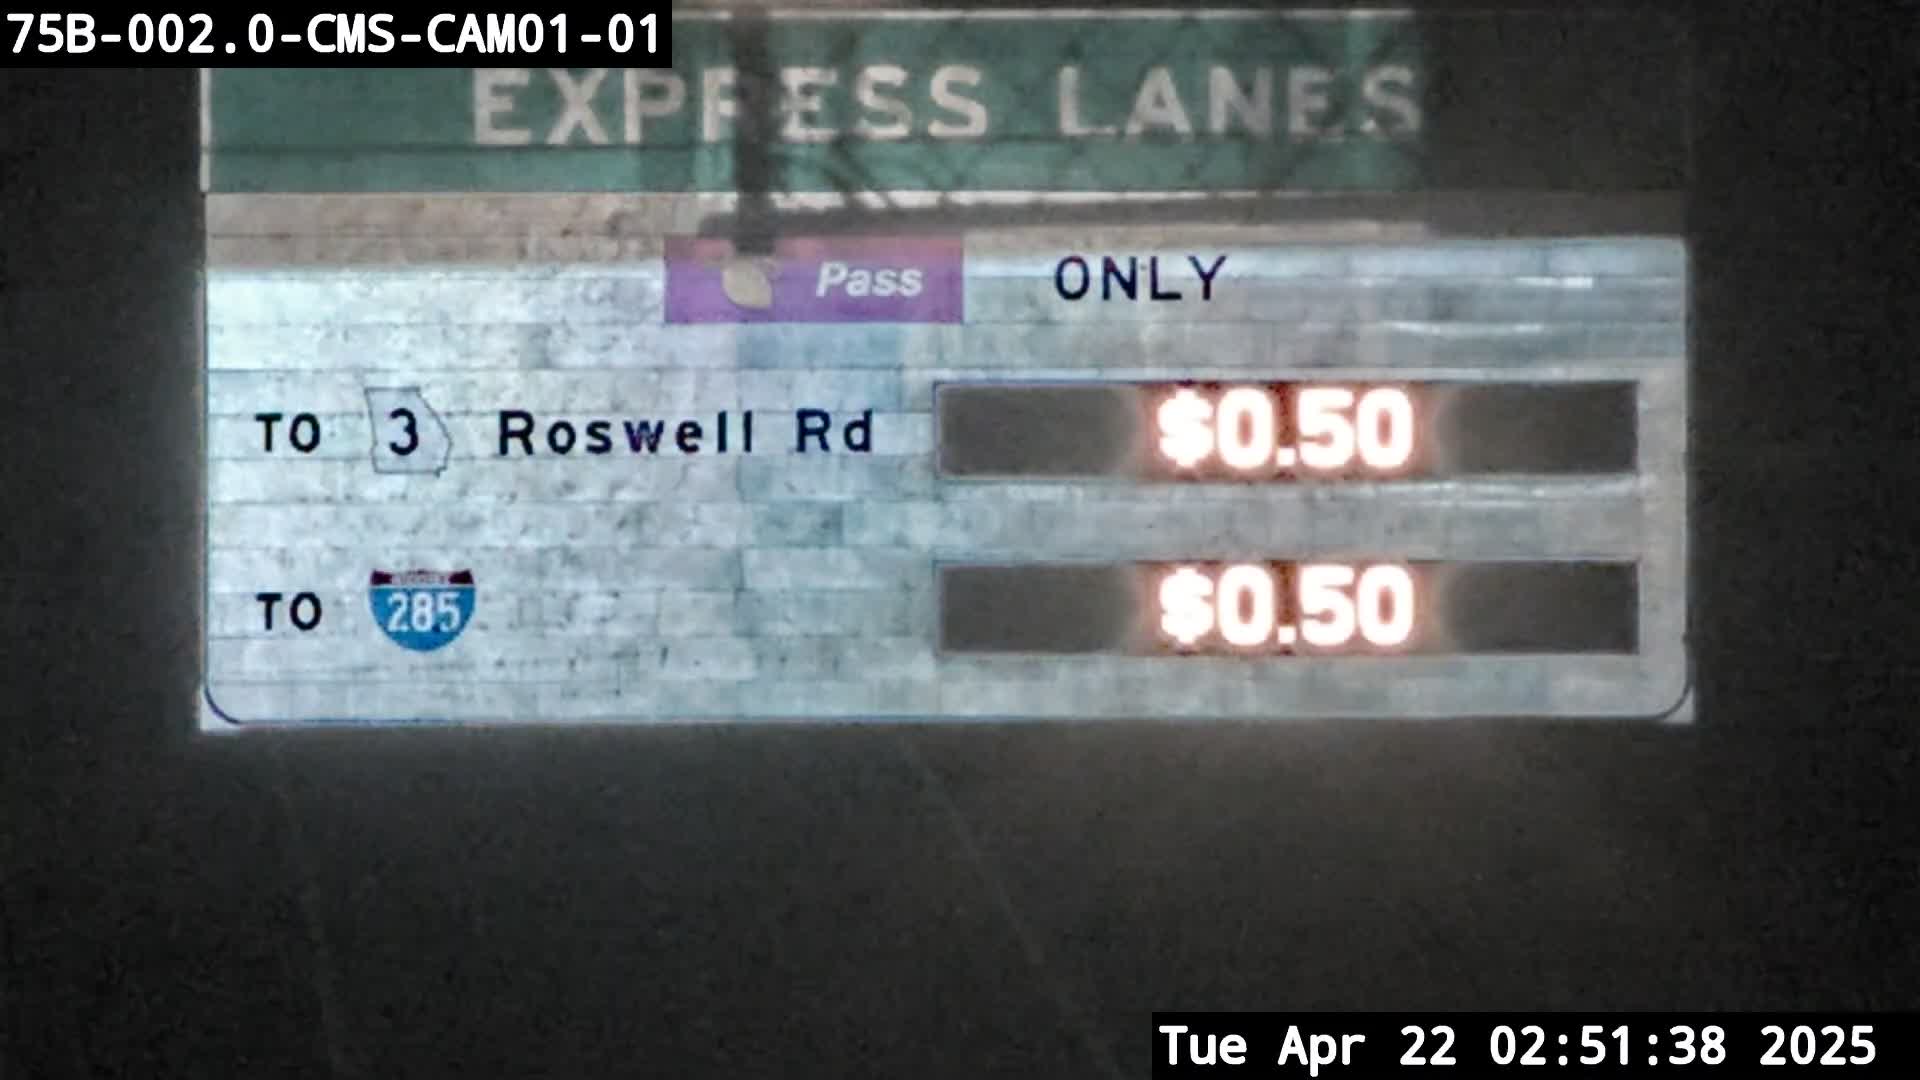 75B-002.0-CMS-CAM01-01
EXPRESS LANES
Pass ONLY
TO 3 Roswell Rd $0.50
TO 285 $0.50
Tue Apr 22 02:51:38 2025